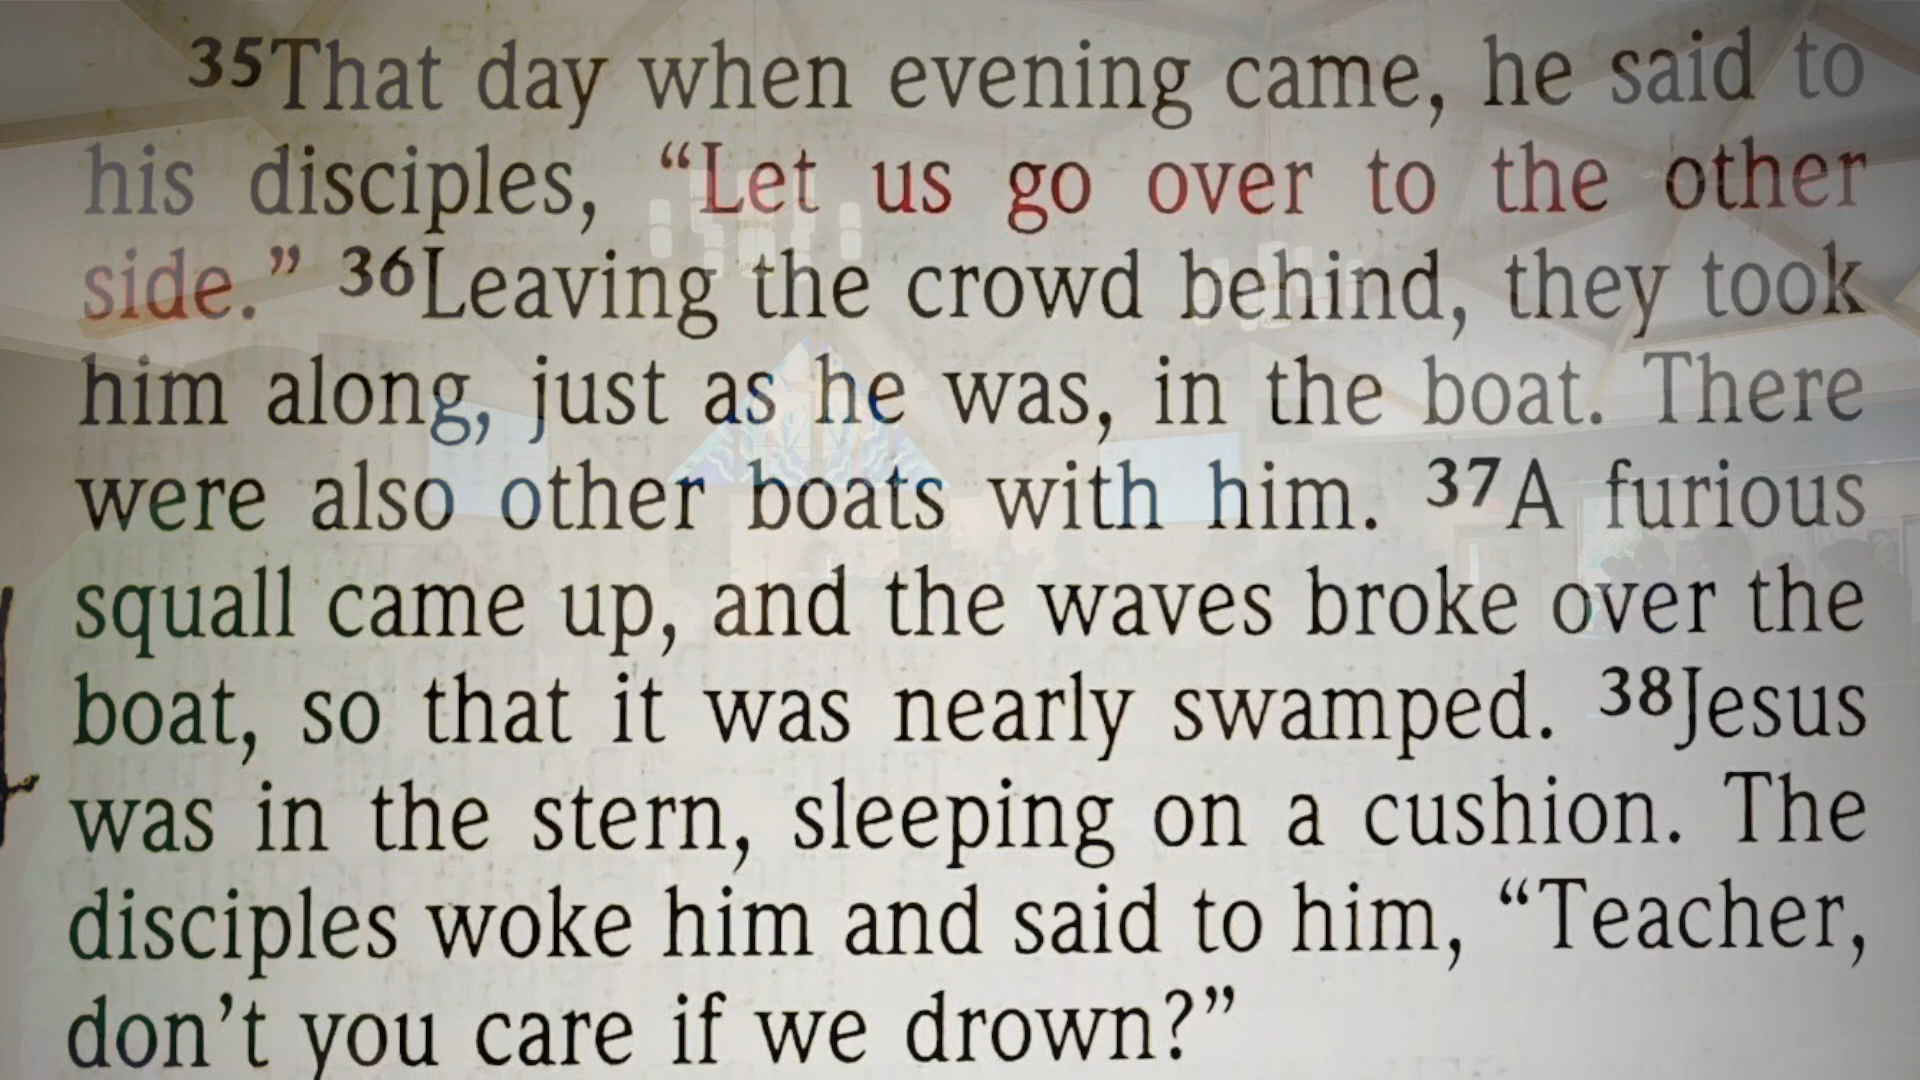 35That day when evening came, he said to
his disciples, “Let us go over to the other
side.” 36Leaving the crowd behind, they took
him along, just as he was, in the boat. There
were also other boats with him. 37A furious
squall came up, and the waves broke over the
boat, so that it was nearly swamped. 38Jesus
was in the stern, sleeping on a cushion. The
disciples woke him and said to him, “Teacher,
don’t you care if we drown?”